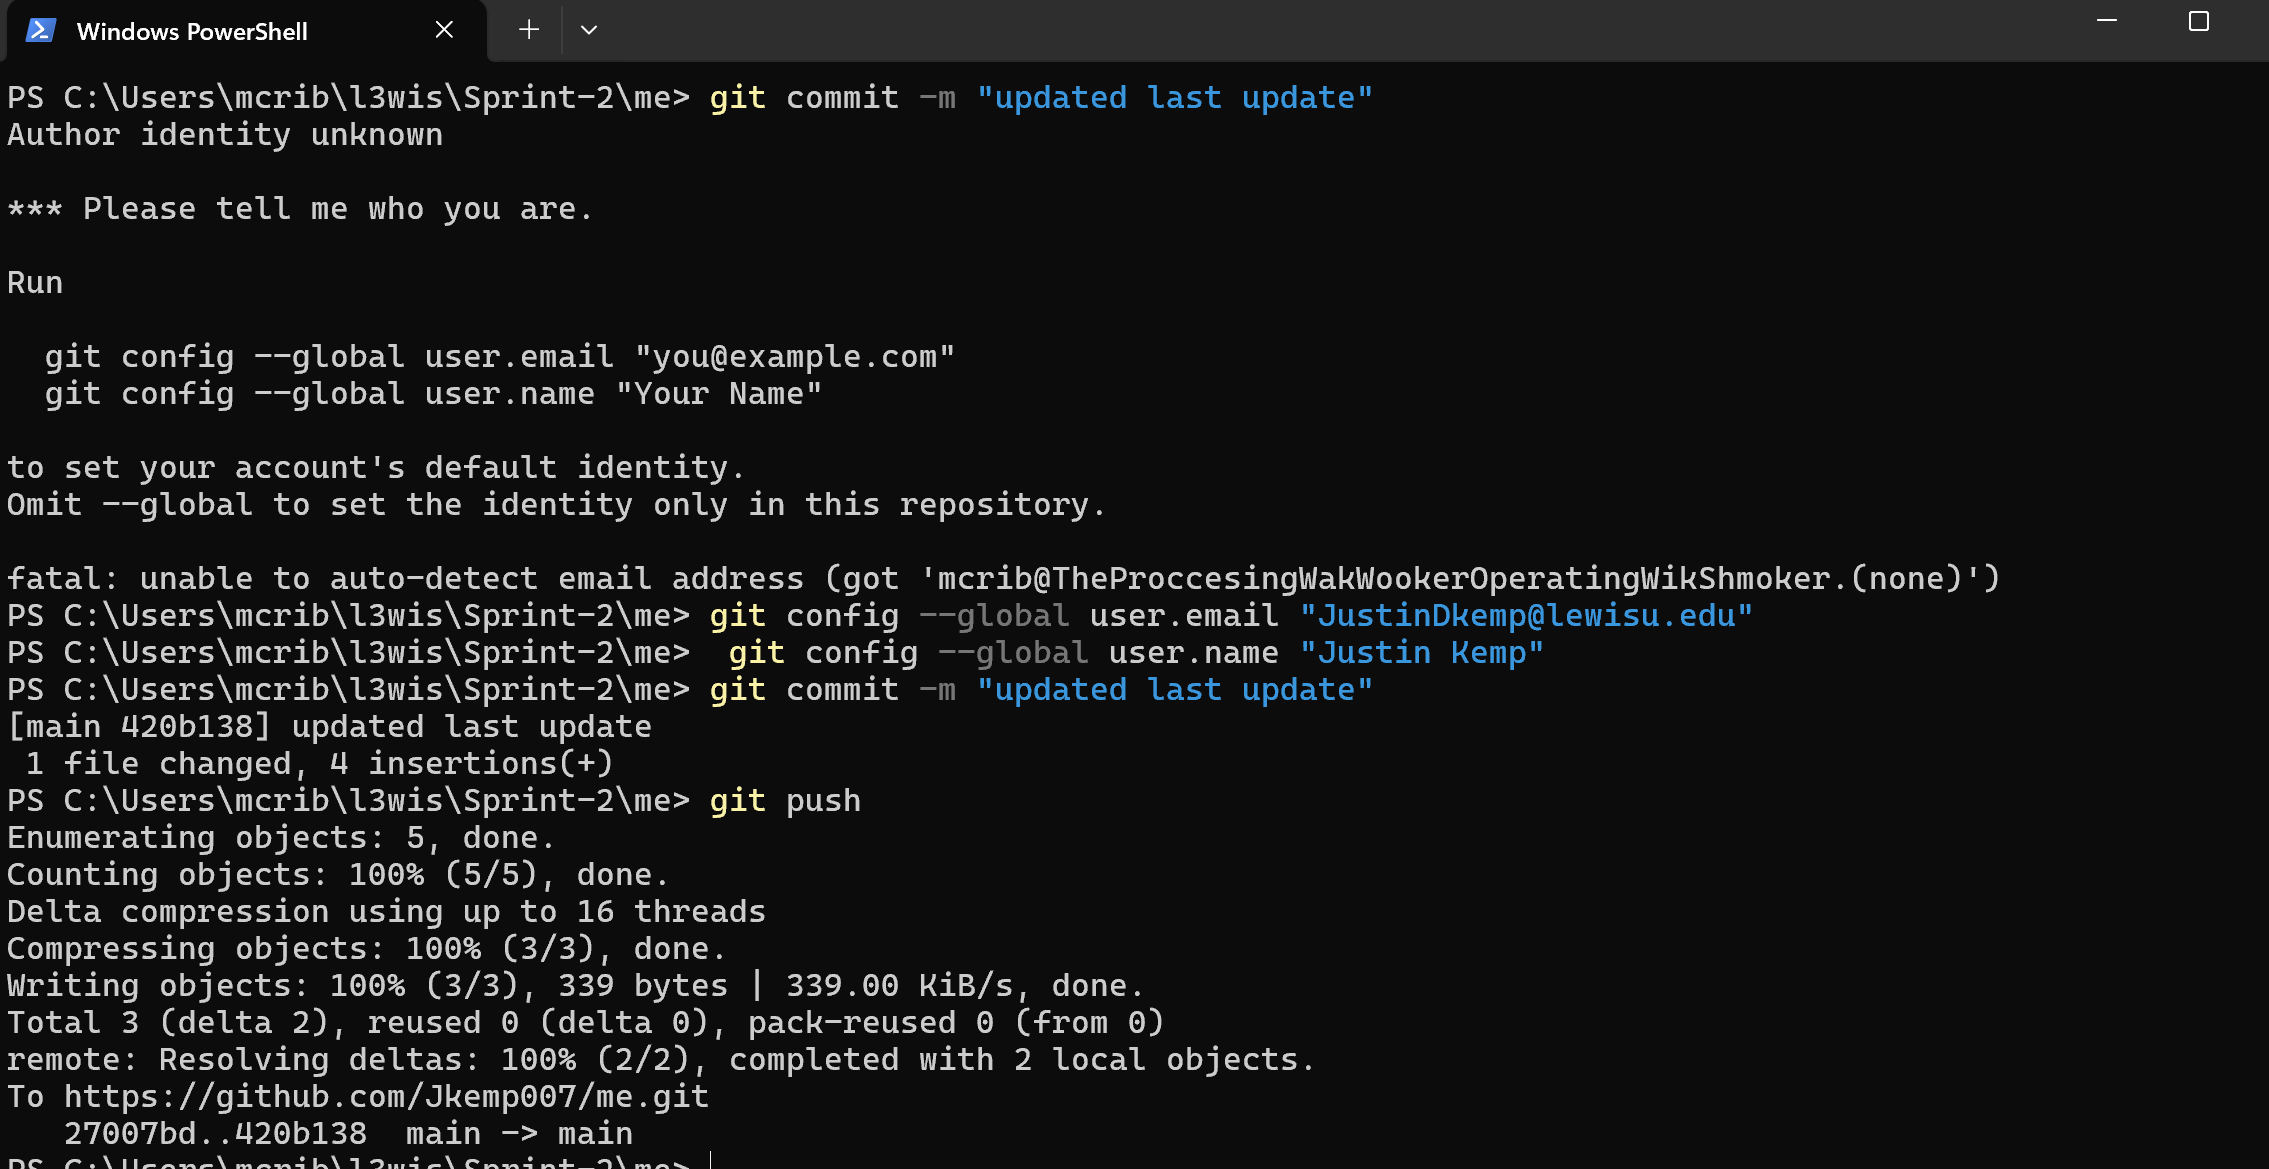 Windows PowerShell
PS C:\Users\mcrib\l3wis\Sprint-2\me> git commit -m "updated last update"
Author identity unknown
*** Please tell me who you are.
Run
  git config --global user.email "you@example.com"
  git config --global user.name "Your Name"
to set your account's default identity.
Omit --global to set the identity only in this repository.
fatal: unable to auto-detect email address (got 'mcrib@TheProccesingWakWookerOperatingWikShmoker.(none)')
PS C:\Users\mcrib\l3wis\Sprint-2\me> git config --global user.email "JustinDkemp@lewisu.edu"
PS C:\Users\mcrib\l3wis\Sprint-2\me>  git config --global user.name "Justin Kemp"
PS C:\Users\mcrib\l3wis\Sprint-2\me> git commit -m "updated last update"
[main 420b138] updated last update
 1 file changed, 4 insertions(+)
PS C:\Users\mcrib\l3wis\Sprint-2\me> git push
Enumerating objects: 5, done.
Counting objects: 100% (5/5), done.
Delta compression using up to 16 threads
Compressing objects: 100% (3/3), done.
Writing objects: 100% (3/3), 339 bytes | 339.00 KiB/s, done.
Total 3 (delta 2), reused 0 (delta 0), pack-reused 0 (from 0)
remote: Resolving deltas: 100% (2/2), completed with 2 local objects.
To https://github.com/Jkemp007/me.git
   27007bd..420b138  main -> main
PS C:\Users\mcrib\l3wis\Sprint-2\me>